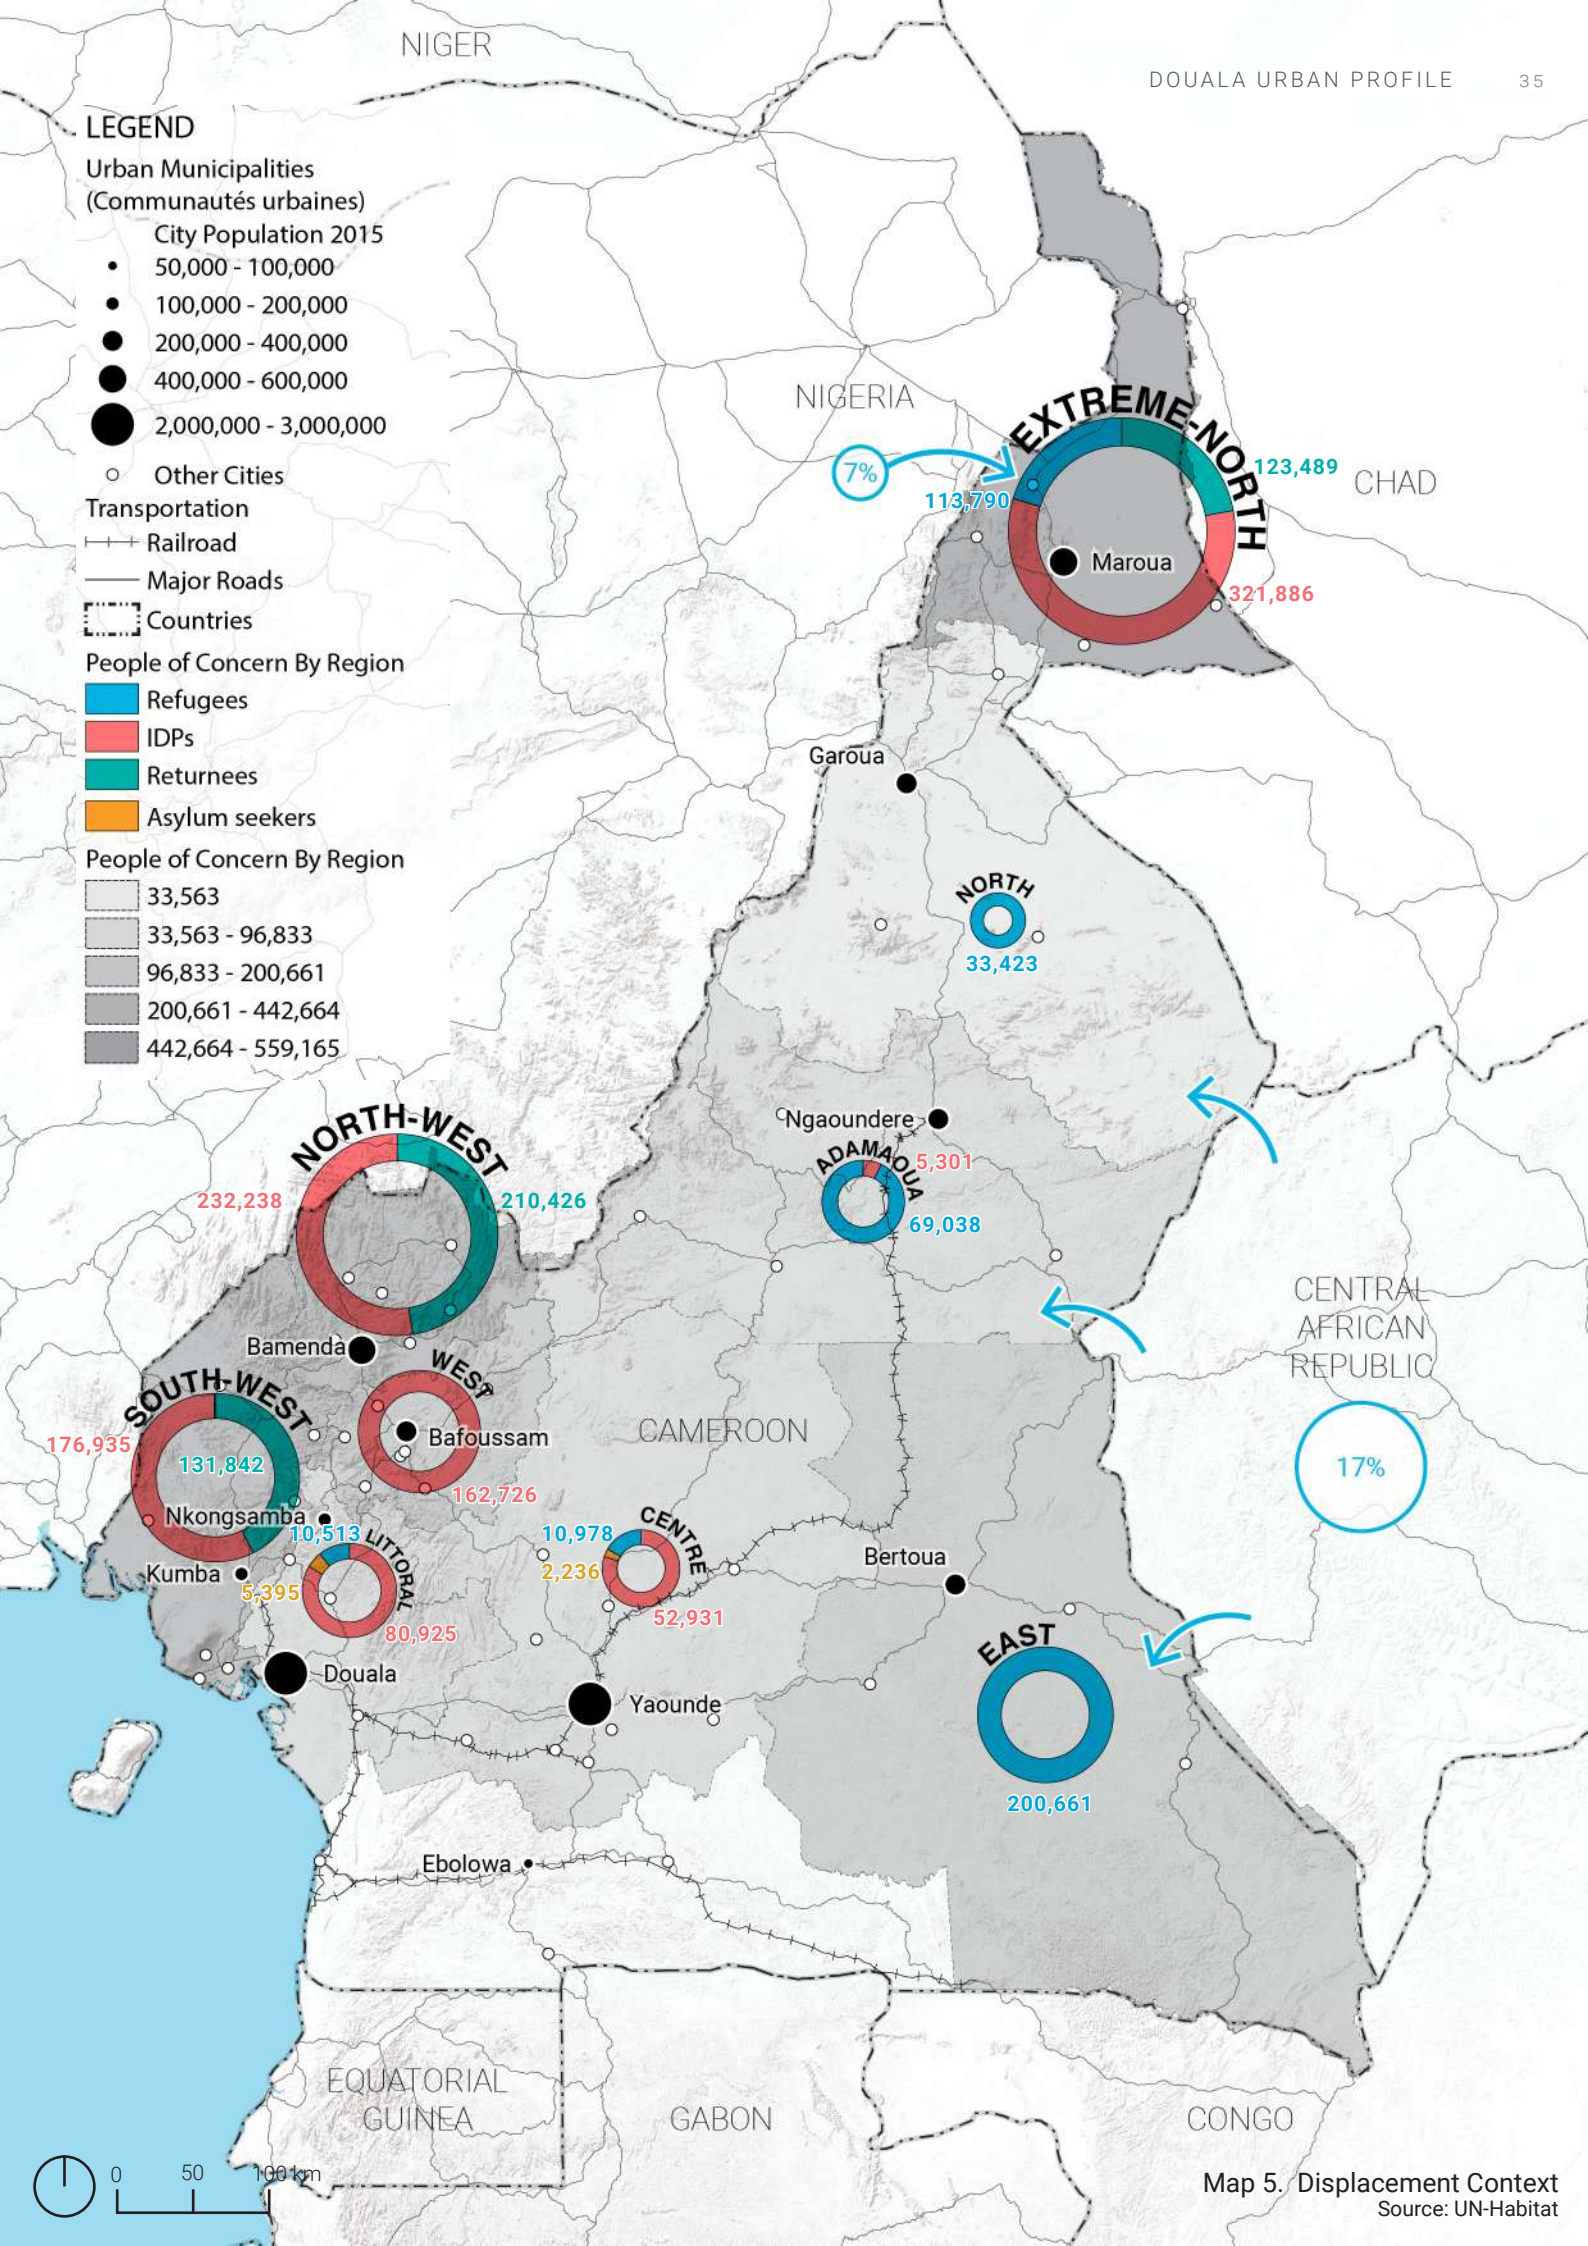 NIGER
DOUALA URBAN PROFILE 35
LEGEND
Urban Municipalities
(Communautés urbaines)
City Population 2015
50,000 - 100,000
100,000 - 200,000
200,000 - 400,000
400,000 - 600,000
2,000,000 - 3,000,000
Other Cities
Transportation
Railroad
Major Roads
Countries
People of Concern By Region
Refugees
IDPs
Returnees
Asylum seekers
People of Concern By Region
33,563
33,563 - 96,833
96,833 - 200,661
200,661 - 442,664
442,664 - 559,165
NIGERIA
7%
EXTREME-NORTH
123,489
CHAD
113,790
Maroua
321,886
Garoua
NORTH
33,423
Ngaoundere
ADAMAOUA
5,301
69,038
NORTH-WEST
232,238
210,426
Bamenda
WEST
Bafoussam
162,726
SOUTH-WEST
176,935
131,842
Nkongsamba
Kumba
10,513
LITTORAL
5,395
80,925
CAMEROON
CENTRAL
AFRICAN
REPUBLIC
17%
CENTRE
10,978
2,236
52,931
Bertoua
EAST
200,661
Douala
Yaounde
Ebolowa
EQUATORIAL
GUINEA
GABON
CONGO
0 50 100 km
Map 5. Displacement Context
Source: UN-Habitat